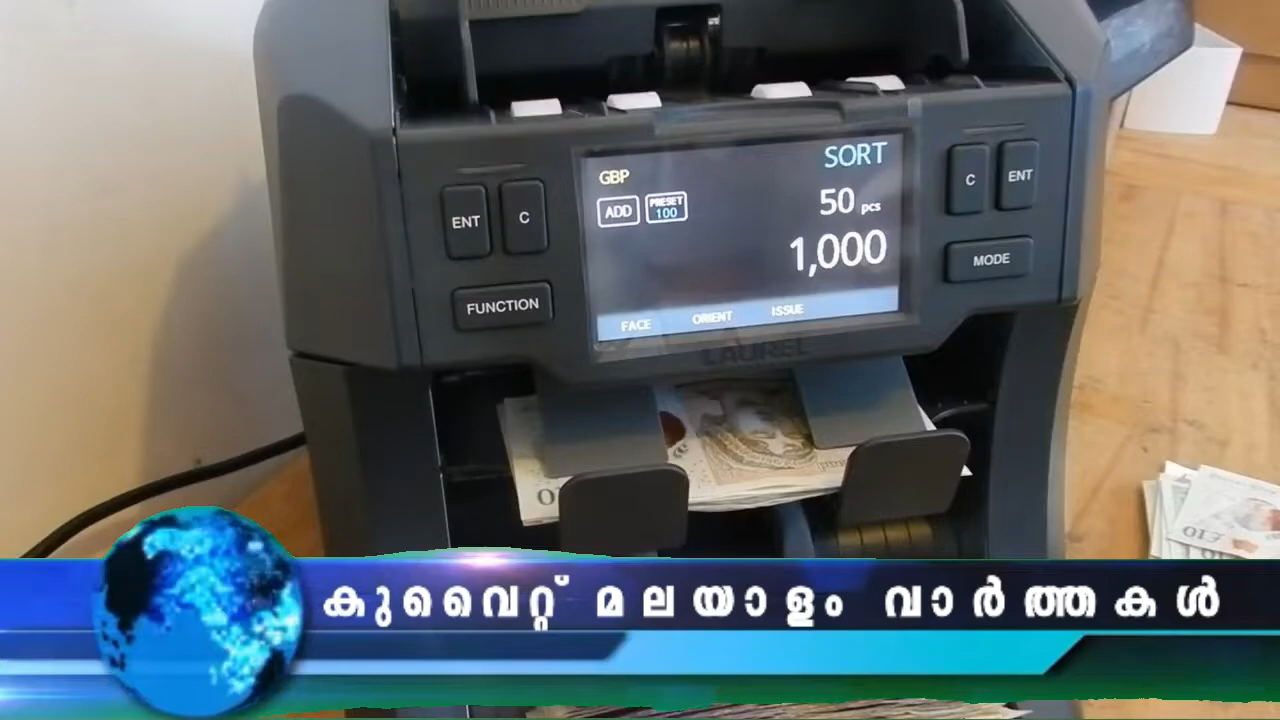 SORT
GBP
50 pcs
ADD
PRESET
100
1,000
FACE ORIENT ISSUE
ENT C
FUNCTION
C ENT
MODE
LAUREL
£10
കുവൈറ്റ് മലയാളം വാർത്തകൾ